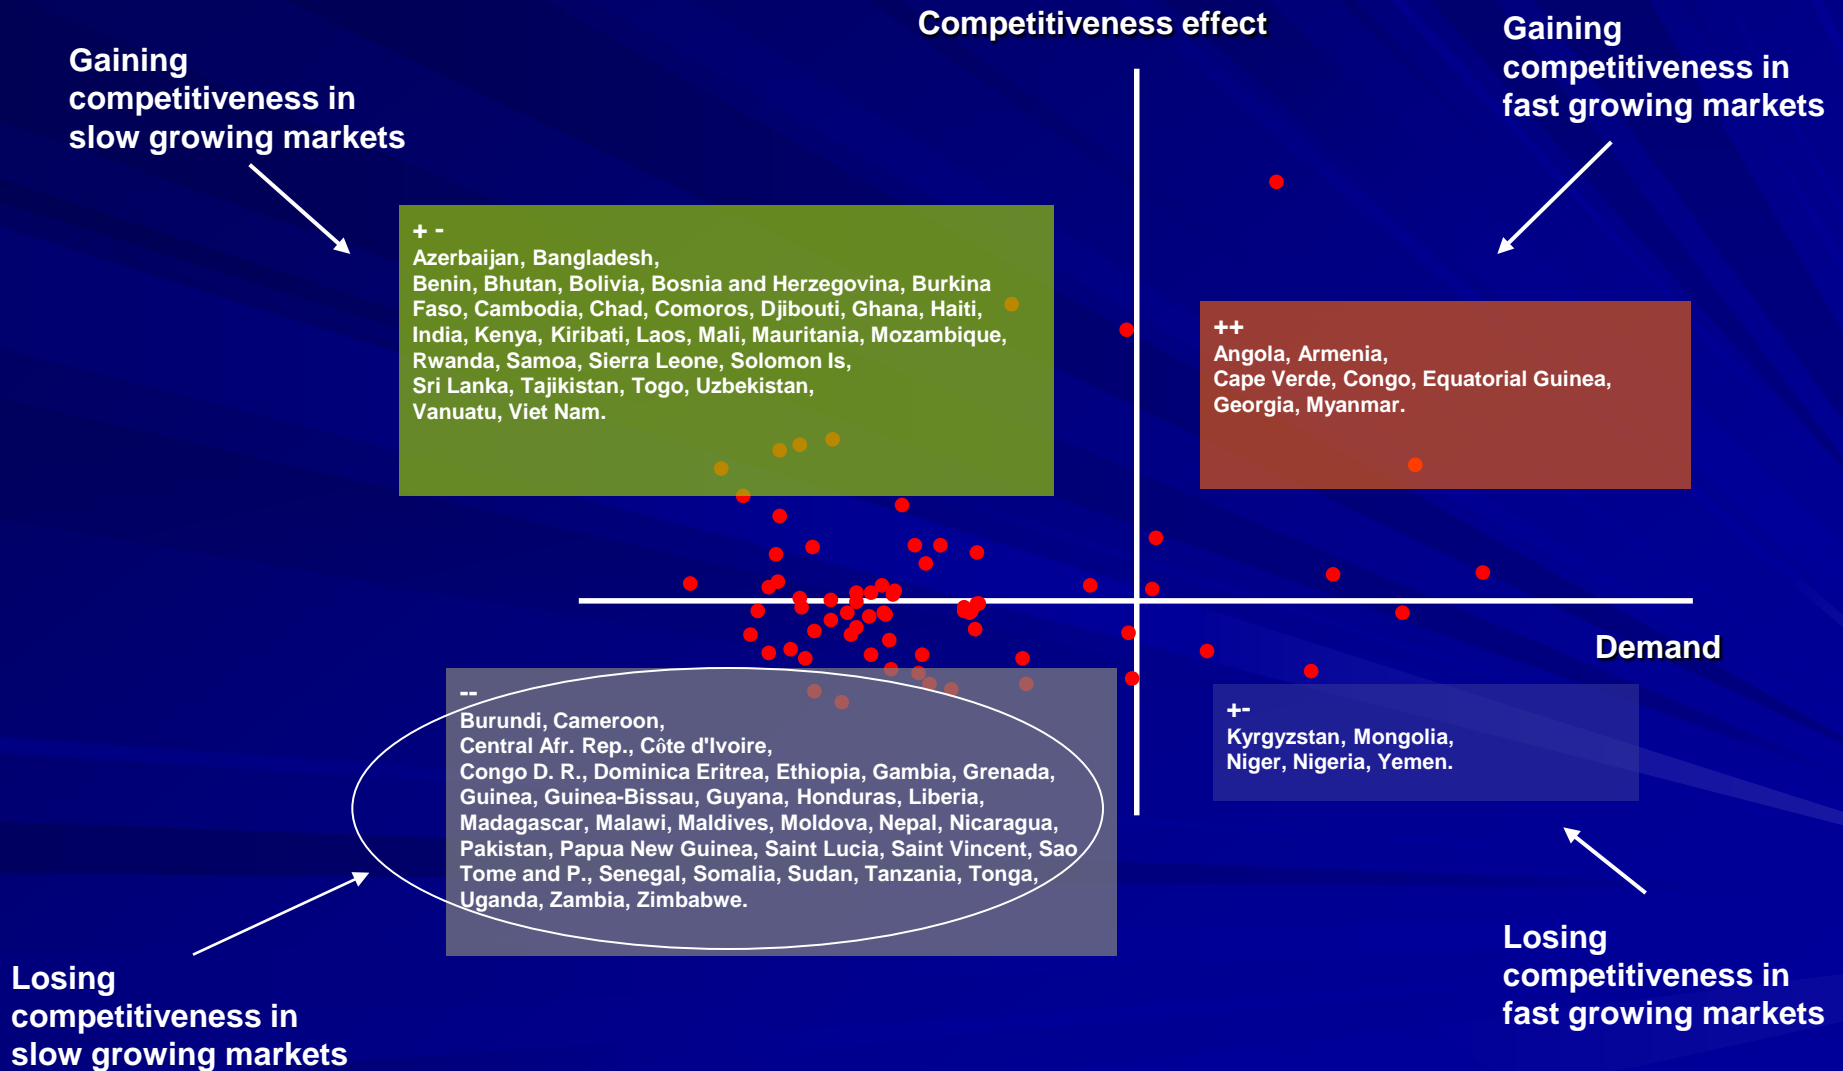 Competitiveness effect
Gaining
competitiveness in
slow growing markets
Gaining
competitiveness in
fast growing markets
+ -
Azerbaijan, Bangladesh,
Benin, Bhutan, Bolivia, Bosnia and Herzegovina, Burkina
Faso, Cambodia, Chad, Comoros, Djibouti, Ghana, Haiti,
India, Kenya, Kiribati, Laos, Mali, Mauritania, Mozambique,
Rwanda, Samoa, Sierra Leone, Solomon Is,
Sri Lanka, Tajikistan, Togo, Uzbekistan,
Vanuatu, Viet Nam.
++
Angola, Armenia,
Cape Verde, Congo, Equatorial Guinea,
Georgia, Myanmar.
Demand
--
Burundi, Cameroon,
Central Afr. Rep., Côte d'Ivoire,
Congo D. R., Dominica Eritrea, Ethiopia, Gambia, Grenada,
Guinea, Guinea-Bissau, Guyana, Honduras, Liberia,
Madagascar, Malawi, Maldives, Moldova, Nepal, Nicaragua,
Pakistan, Papua New Guinea, Saint Lucia, Saint Vincent, Sao
Tome and P., Senegal, Somalia, Sudan, Tanzania, Tonga,
Uganda, Zambia, Zimbabwe.
+-
Kyrgyzstan, Mongolia,
Niger, Nigeria, Yemen.
Losing
competitiveness in
slow growing markets
Losing
competitiveness in
fast growing markets